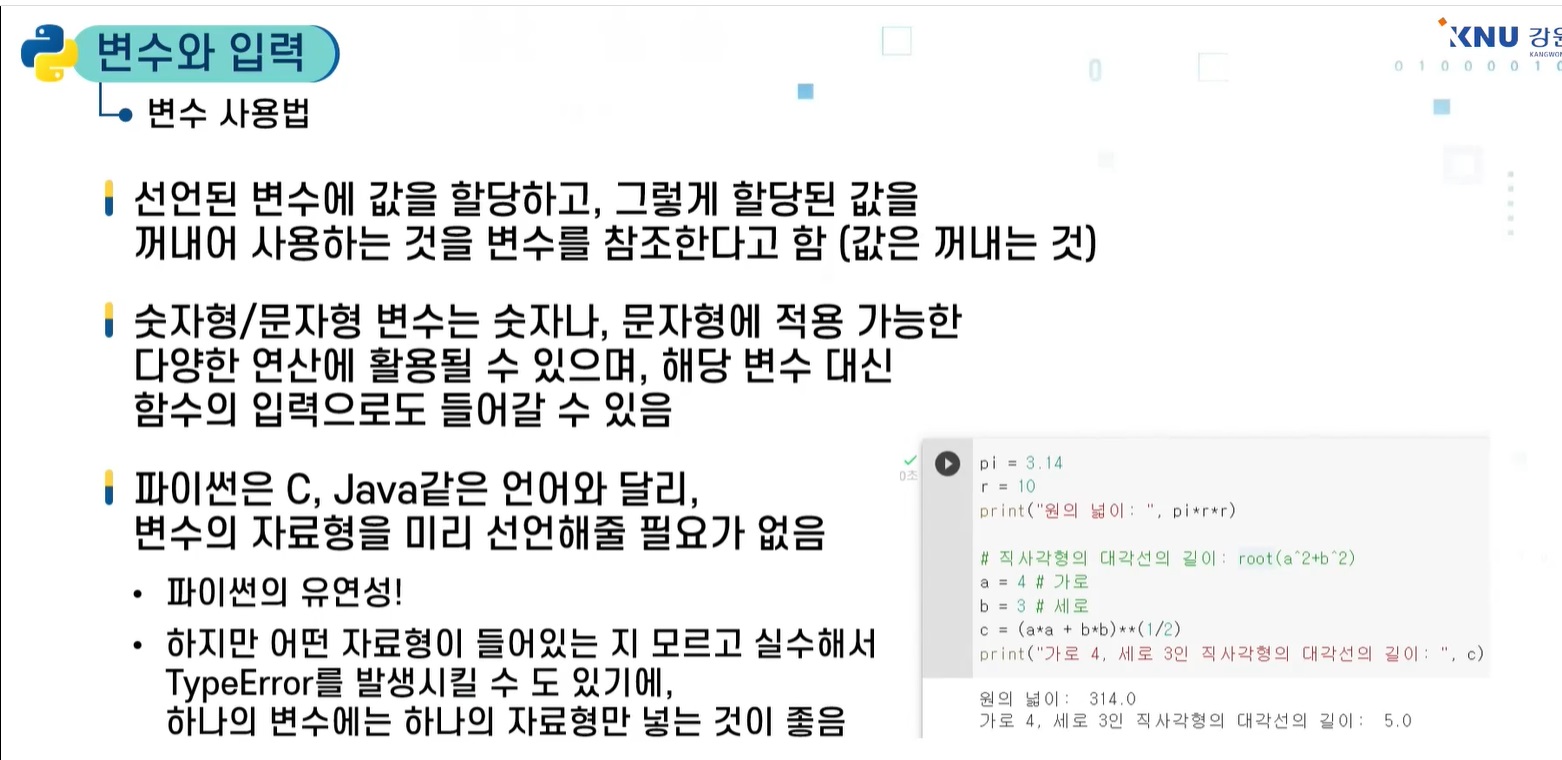 변수와 입력
KNU 강원
KANGWON
0 1 0 0 0 0 1 0
변수 사용법
선언된 변수에 값을 할당하고, 그렇게 할당된 값을
꺼내어 사용하는 것을 변수를 참조한다고 함 (값은 꺼내는 것)
숫자형/문자형 변수는 숫자나, 문자형에 적용 가능한
다양한 연산에 활용될 수 있으며, 해당 변수 대신
함수의 입력으로도 들어갈 수 있음
파이썬은 C, Java같은 언어와 달리,
변수의 자료형을 미리 선언해줄 필요가 없음
• 파이썬의 유연성!
• 하지만 어떤 자료형이 들어있는 지 모르고 실수해서
TypeError를 발생시킬 수 도 있기에,
하나의 변수에는 하나의 자료형만 넣는 것이 좋음
0초
pi = 3.14
r = 10
print("원의 넓이: ", pi*r*r)
# 직사각형의 대각선의 길이: root(a^2+b^2)
a = 4 # 가로
b = 3 # 세로
c = (a*a + b*b)**(1/2)
print("가로 4, 세로 3인 직사각형의 대각선의 길이: ", c)
원의 넓이:  314.0
가로 4, 세로 3인 직사각형의 대각선의 길이:  5.0